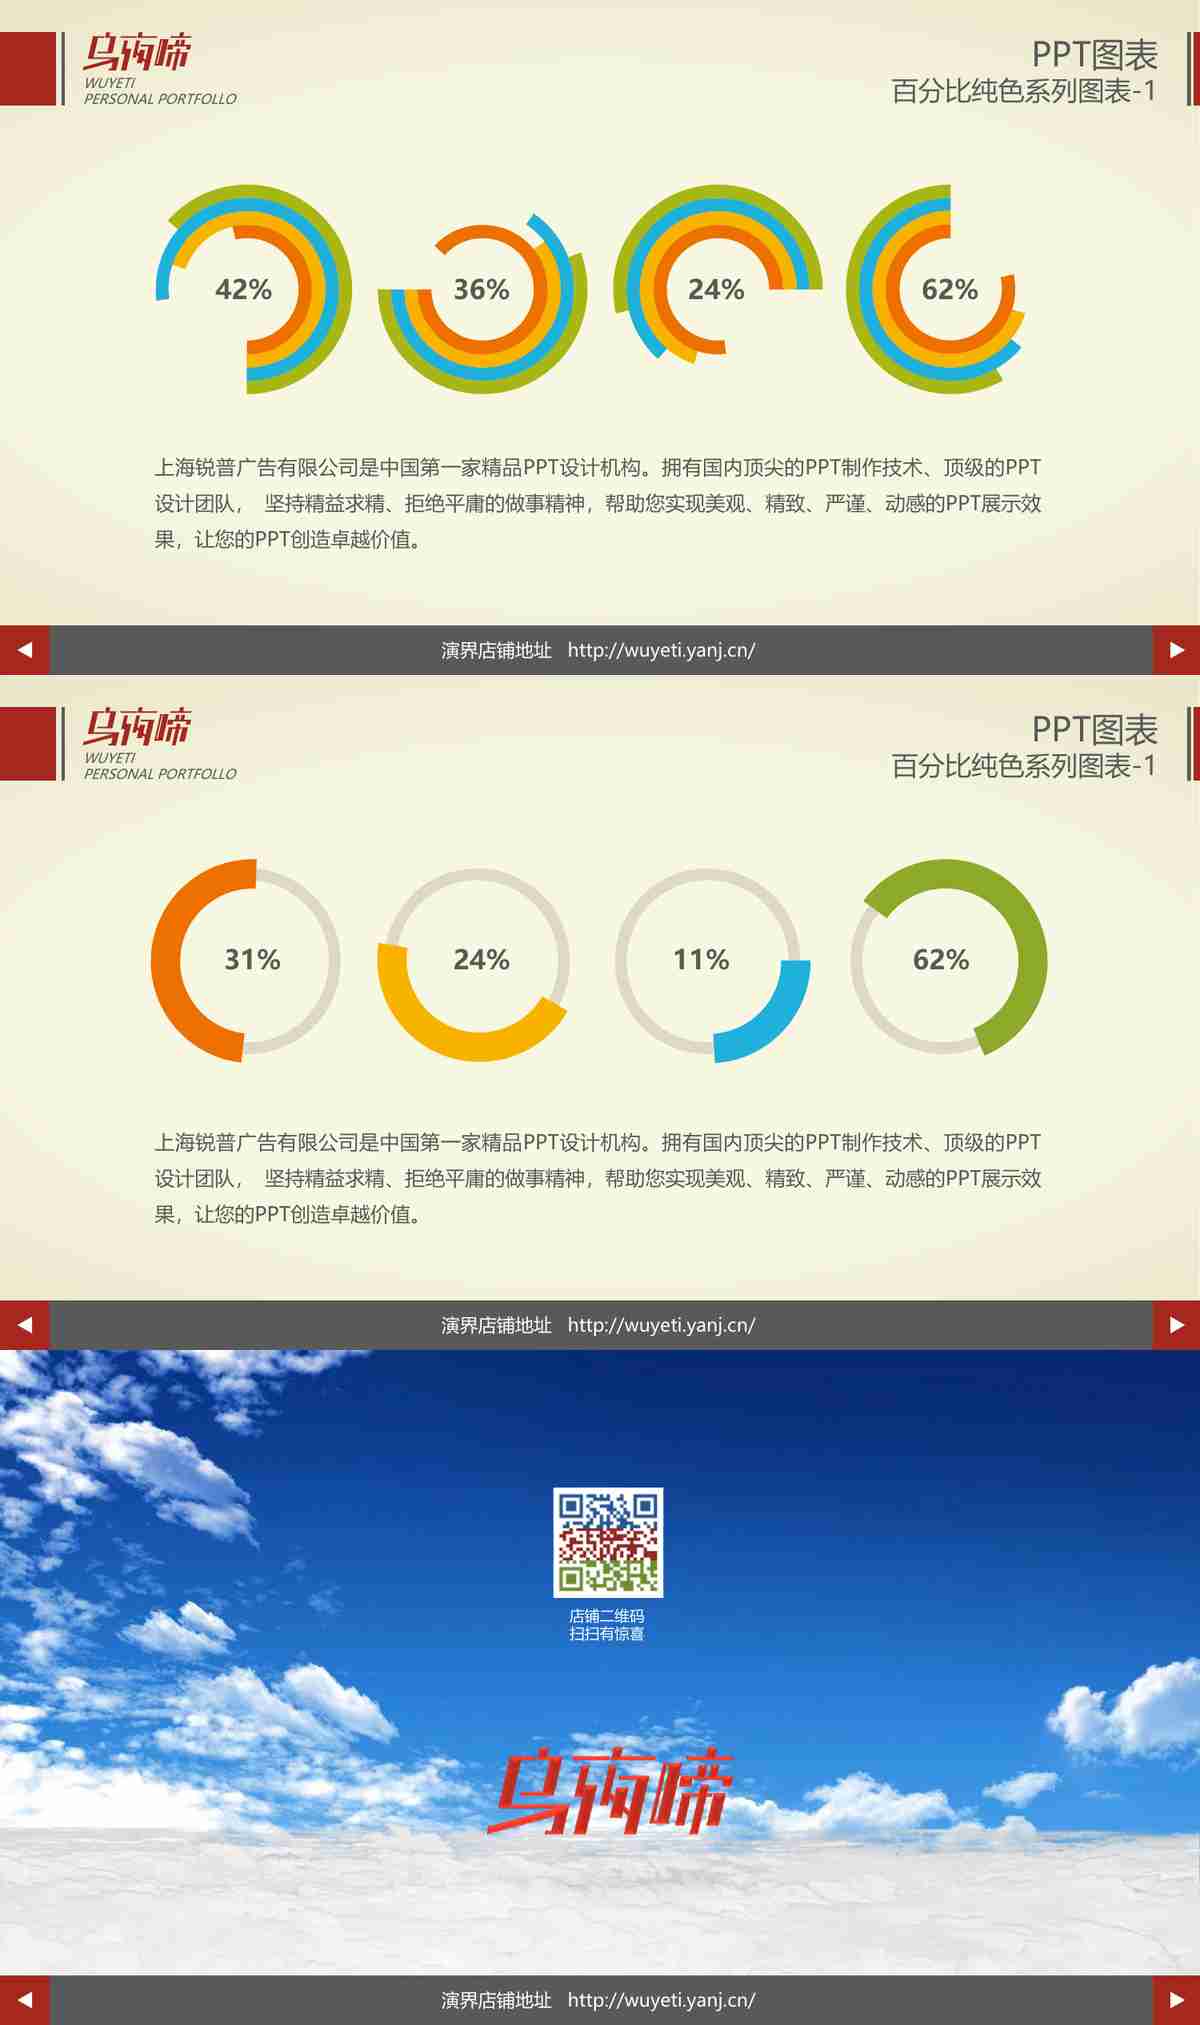 乌夜啼
WUYETI
PERSONAL PORTFOLLO
PPT图表
百分比纯色系列图表-1
42%
36%
24%
62%
上海锐普广告有限公司是中国第一家精品PPT设计机构。拥有国内顶尖的PPT制作技术、顶级的PPT
设计团队， 坚持精益求精、拒绝平庸的做事精神，帮助您实现美观、精致、严谨、动感的PPT展示效
果，让您的PPT创造卓越价值。
演界店铺地址 http://wuyeti.yanj.cn/
乌夜啼
WUYETI
PERSONAL PORTFOLLO
PPT图表
百分比纯色系列图表-1
31%
24%
11%
62%
上海锐普广告有限公司是中国第一家精品PPT设计机构。拥有国内顶尖的PPT制作技术、顶级的PPT
设计团队， 坚持精益求精、拒绝平庸的做事精神，帮助您实现美观、精致、严谨、动感的PPT展示效
果，让您的PPT创造卓越价值。
演界店铺地址 http://wuyeti.yanj.cn/
店铺二维码
扫扫有惊喜
乌夜啼
演界店铺地址 http://wuyeti.yanj.cn/